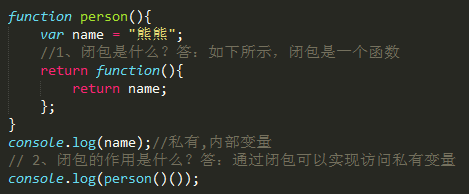 function person(){
    var name = "熊熊";
    //1、闭包是什么？答：如下所示，闭包是一个函数
    return function(){
        return name;
    };
}
console.log(name);//私有,内部变量
// 2、闭包的作用是什么？答：通过闭包可以实现访问私有变量
console.log(person()());